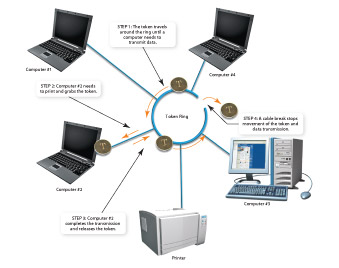 STEP 1: The token travels
around the ring until a
computer needs to
transmit data.
Computer #1
Computer #4
STEP 2: Computer #2 needs
to print and grabs the token.
T
T
T
T
T
Token Ring
STEP 4: A cable break stops
movement of the token and
data transmission.
Computer #2
Computer #3
STEP 3: Computer #2
completes the transmission
and releases the token.
Printer